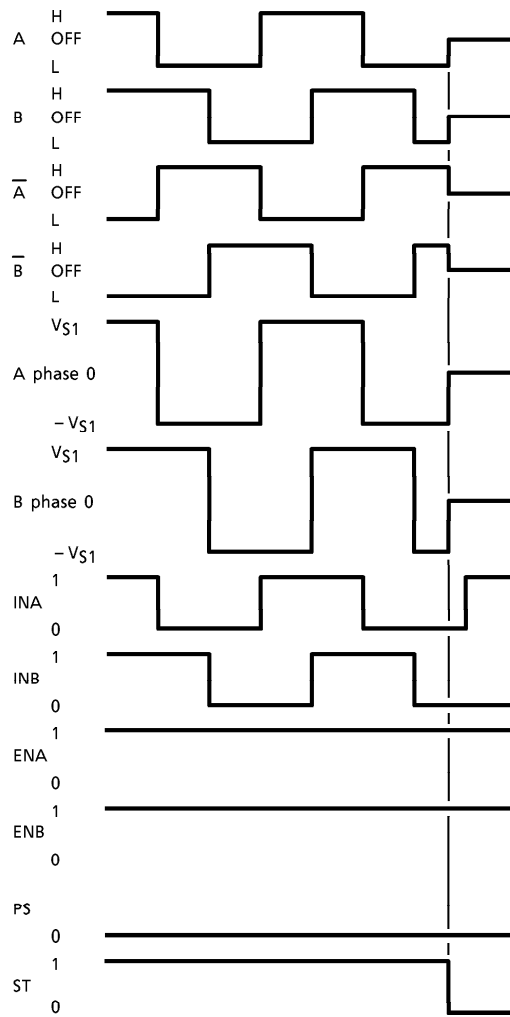 H
A OFF
L
H
B OFF
L
H
A̅ OFF
L
H
B̅ OFF
L
VS1
A phase 0
−VS1
VS1
B phase 0
−VS1
1
INA
0
1
INB
0
1
ENA
0
1
ENB
0
PS
0
1
ST
0